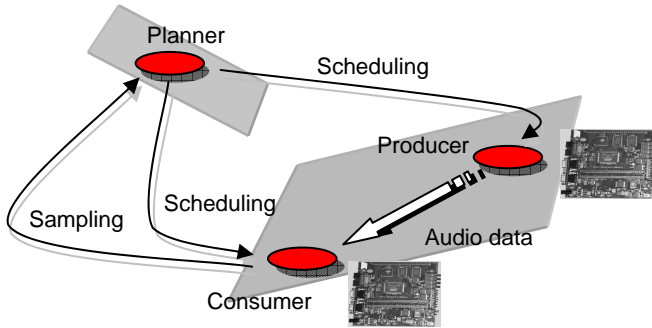 Planner
Scheduling
Producer
Sampling
Scheduling
Audio data
Consumer